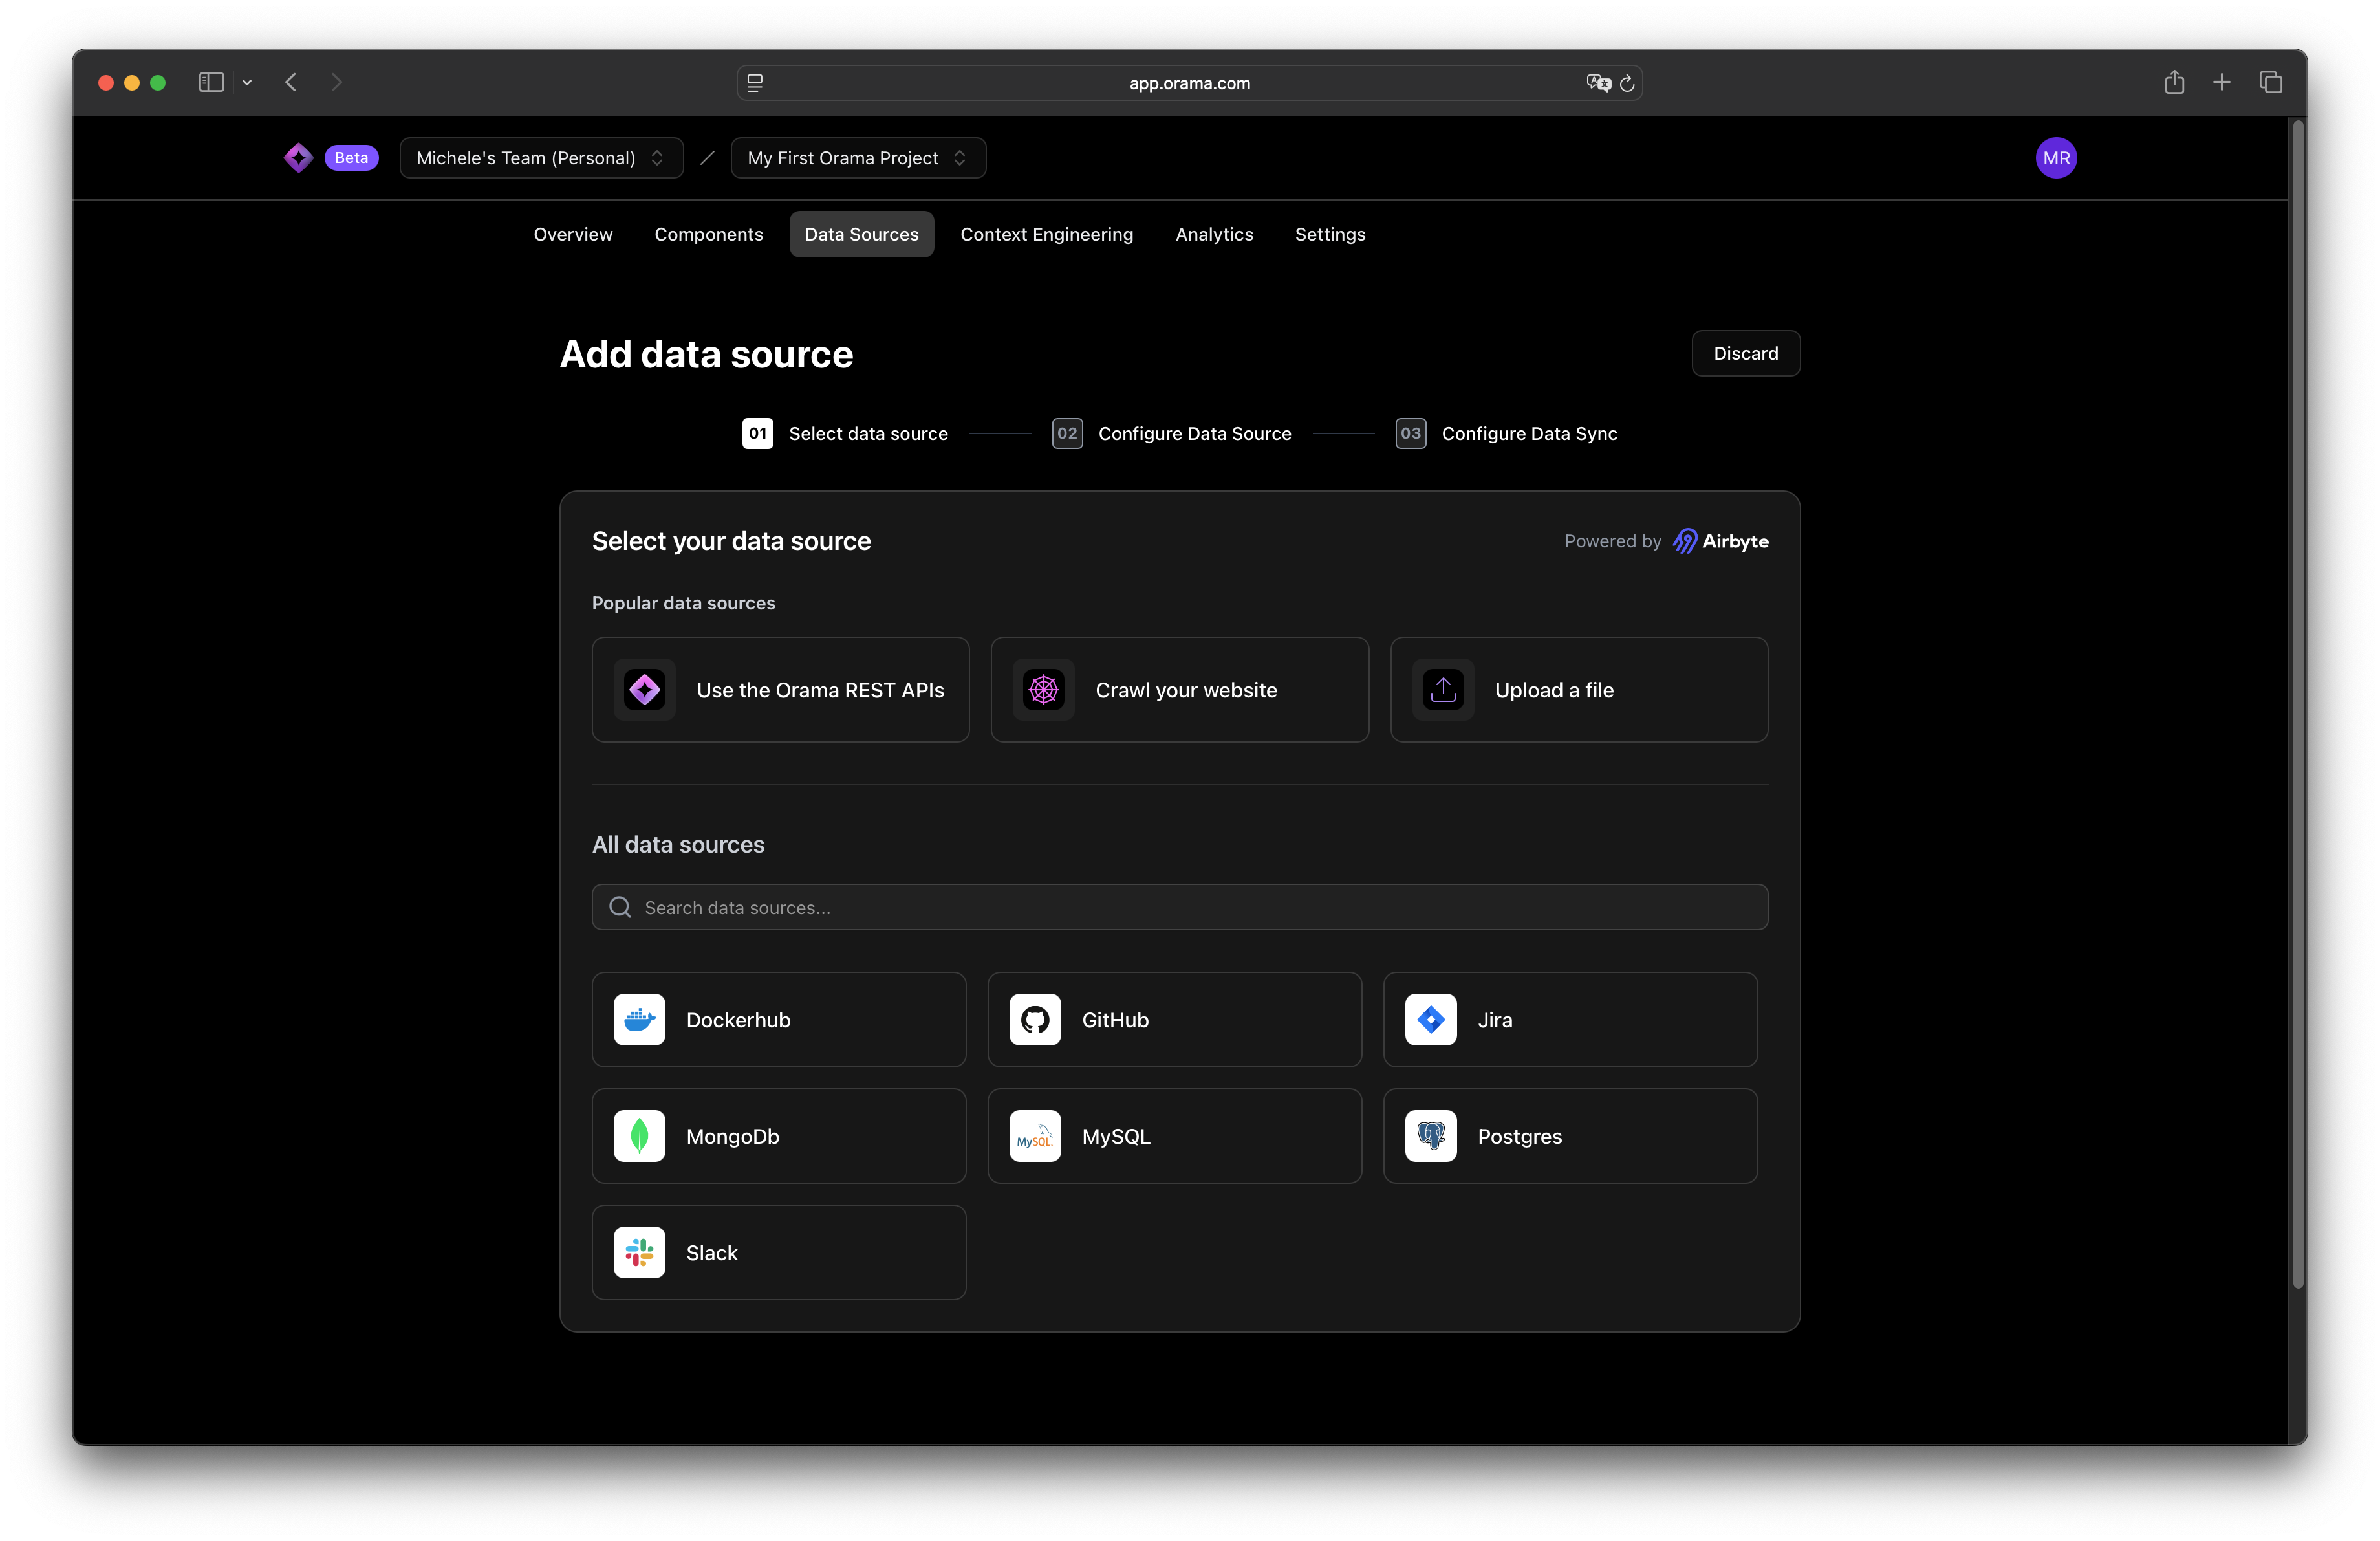 app.orama.com
Beta
Michele's Team (Personal)
My First Orama Project
MR
Overview
Components
Data Sources
Context Engineering
Analytics
Settings
Add data source
Discard
01 Select data source
02 Configure Data Source
03 Configure Data Sync
Select your data source
Powered by Airbyte
Popular data sources
Use the Orama REST APIs
Crawl your website
Upload a file
All data sources
Search data sources...
Dockerhub
GitHub
Jira
MongoDb
MySQL
MySQL
Postgres
Slack